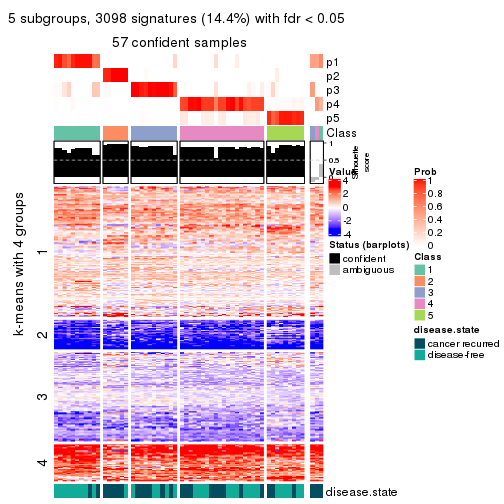 5 subgroups, 3098 signatures (14.4%) with fdr < 0.05
57 confident samples
p1
p2
p3
p4
p5
Class
1
0.5
0
Silhouette
score
k-means with 4 groups
1
2
3
4
disease.state
Value
4
2
0
-2
-4
Status (barplots)
confident
ambiguous
Prob
1
0.8
0.6
0.4
0.2
0
Class
1
2
3
4
5
disease.state
cancer recurred
disease-free